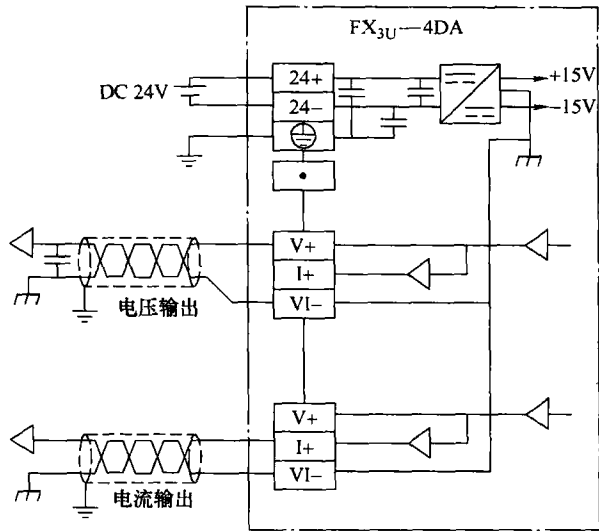 FX3U—4DA
DC 24V
24+
24−
+15V
−15V
V+
I+
VI−
电压输出
V+
I+
VI−
电流输出